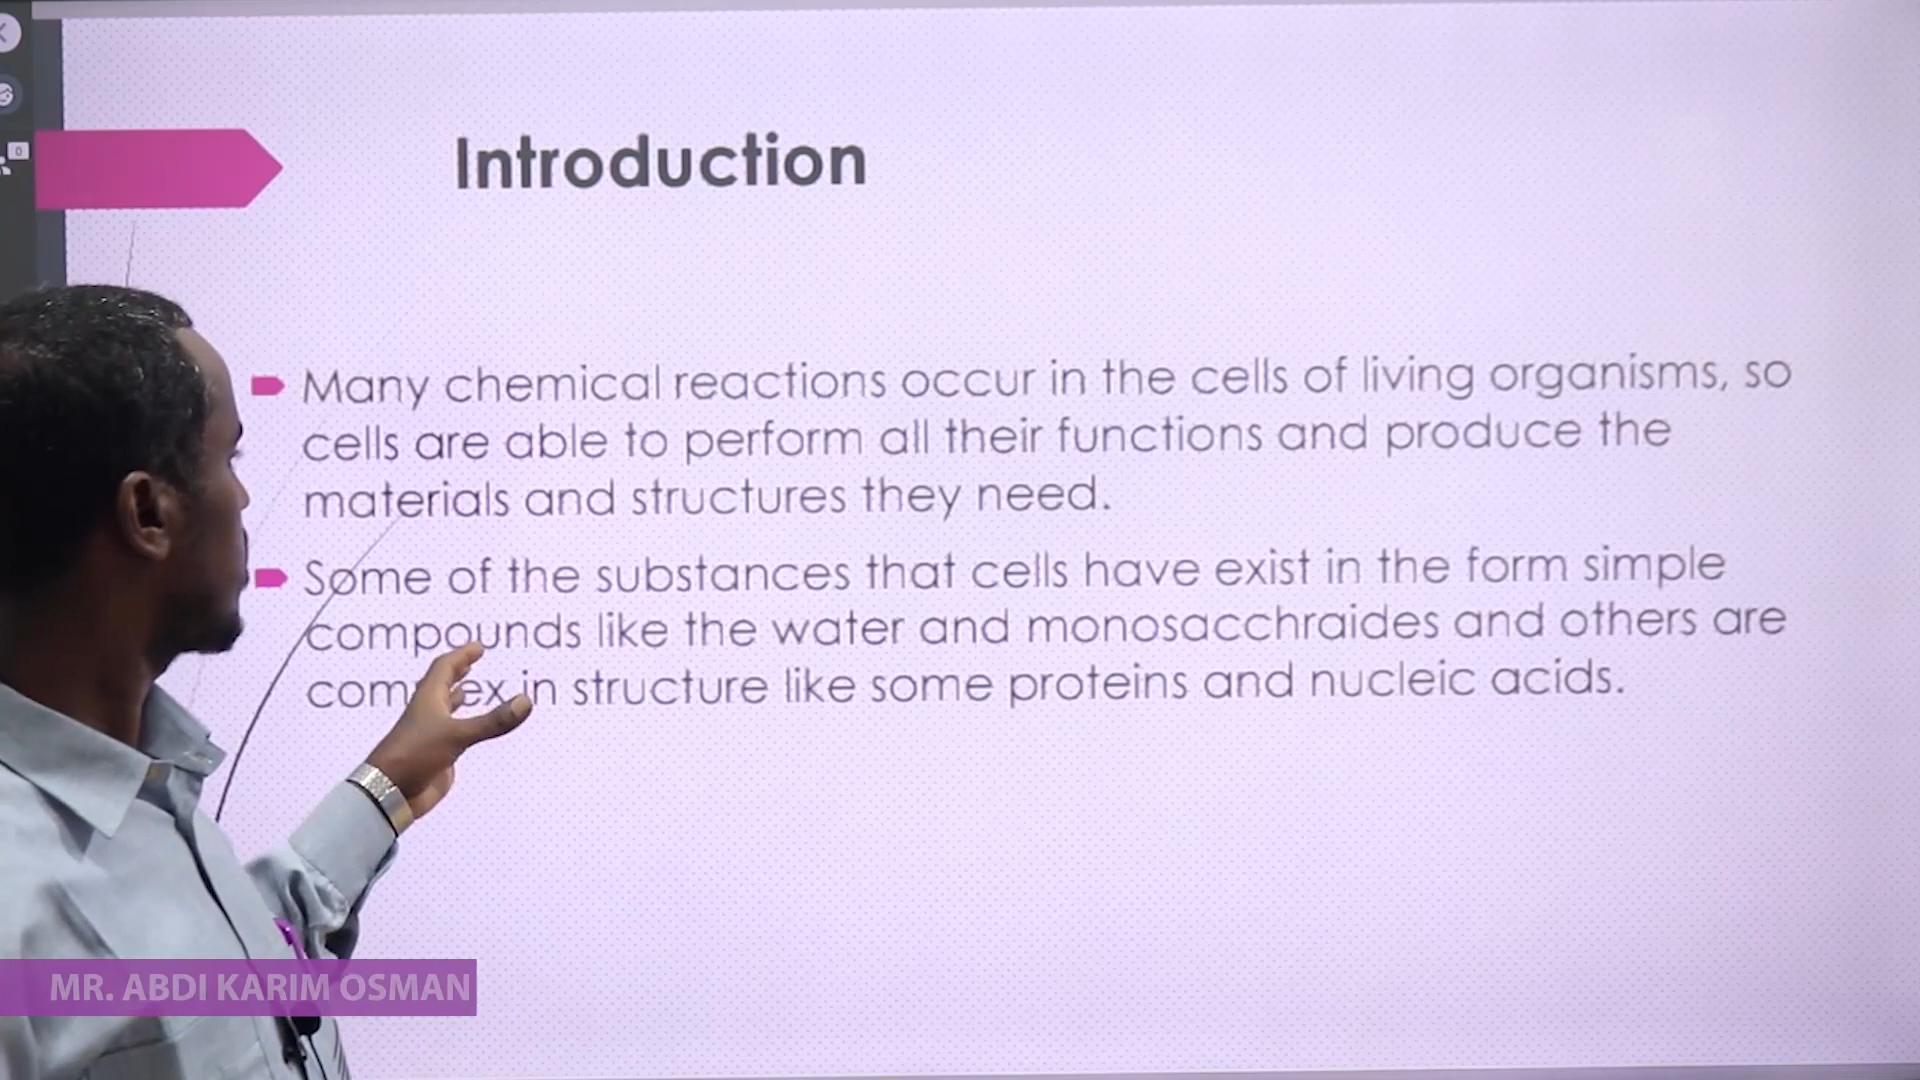 Introduction
Many chemical reactions occur in the cells of living organisms, so
cells are able to perform all their functions and produce the
materials and structures they need.
Some of the substances that cells have exist in the form simple
compounds like the water and monosacchraides and others are
complex in structure like some proteins and nucleic acids.
MR. ABDI KARIM OSMAN
0